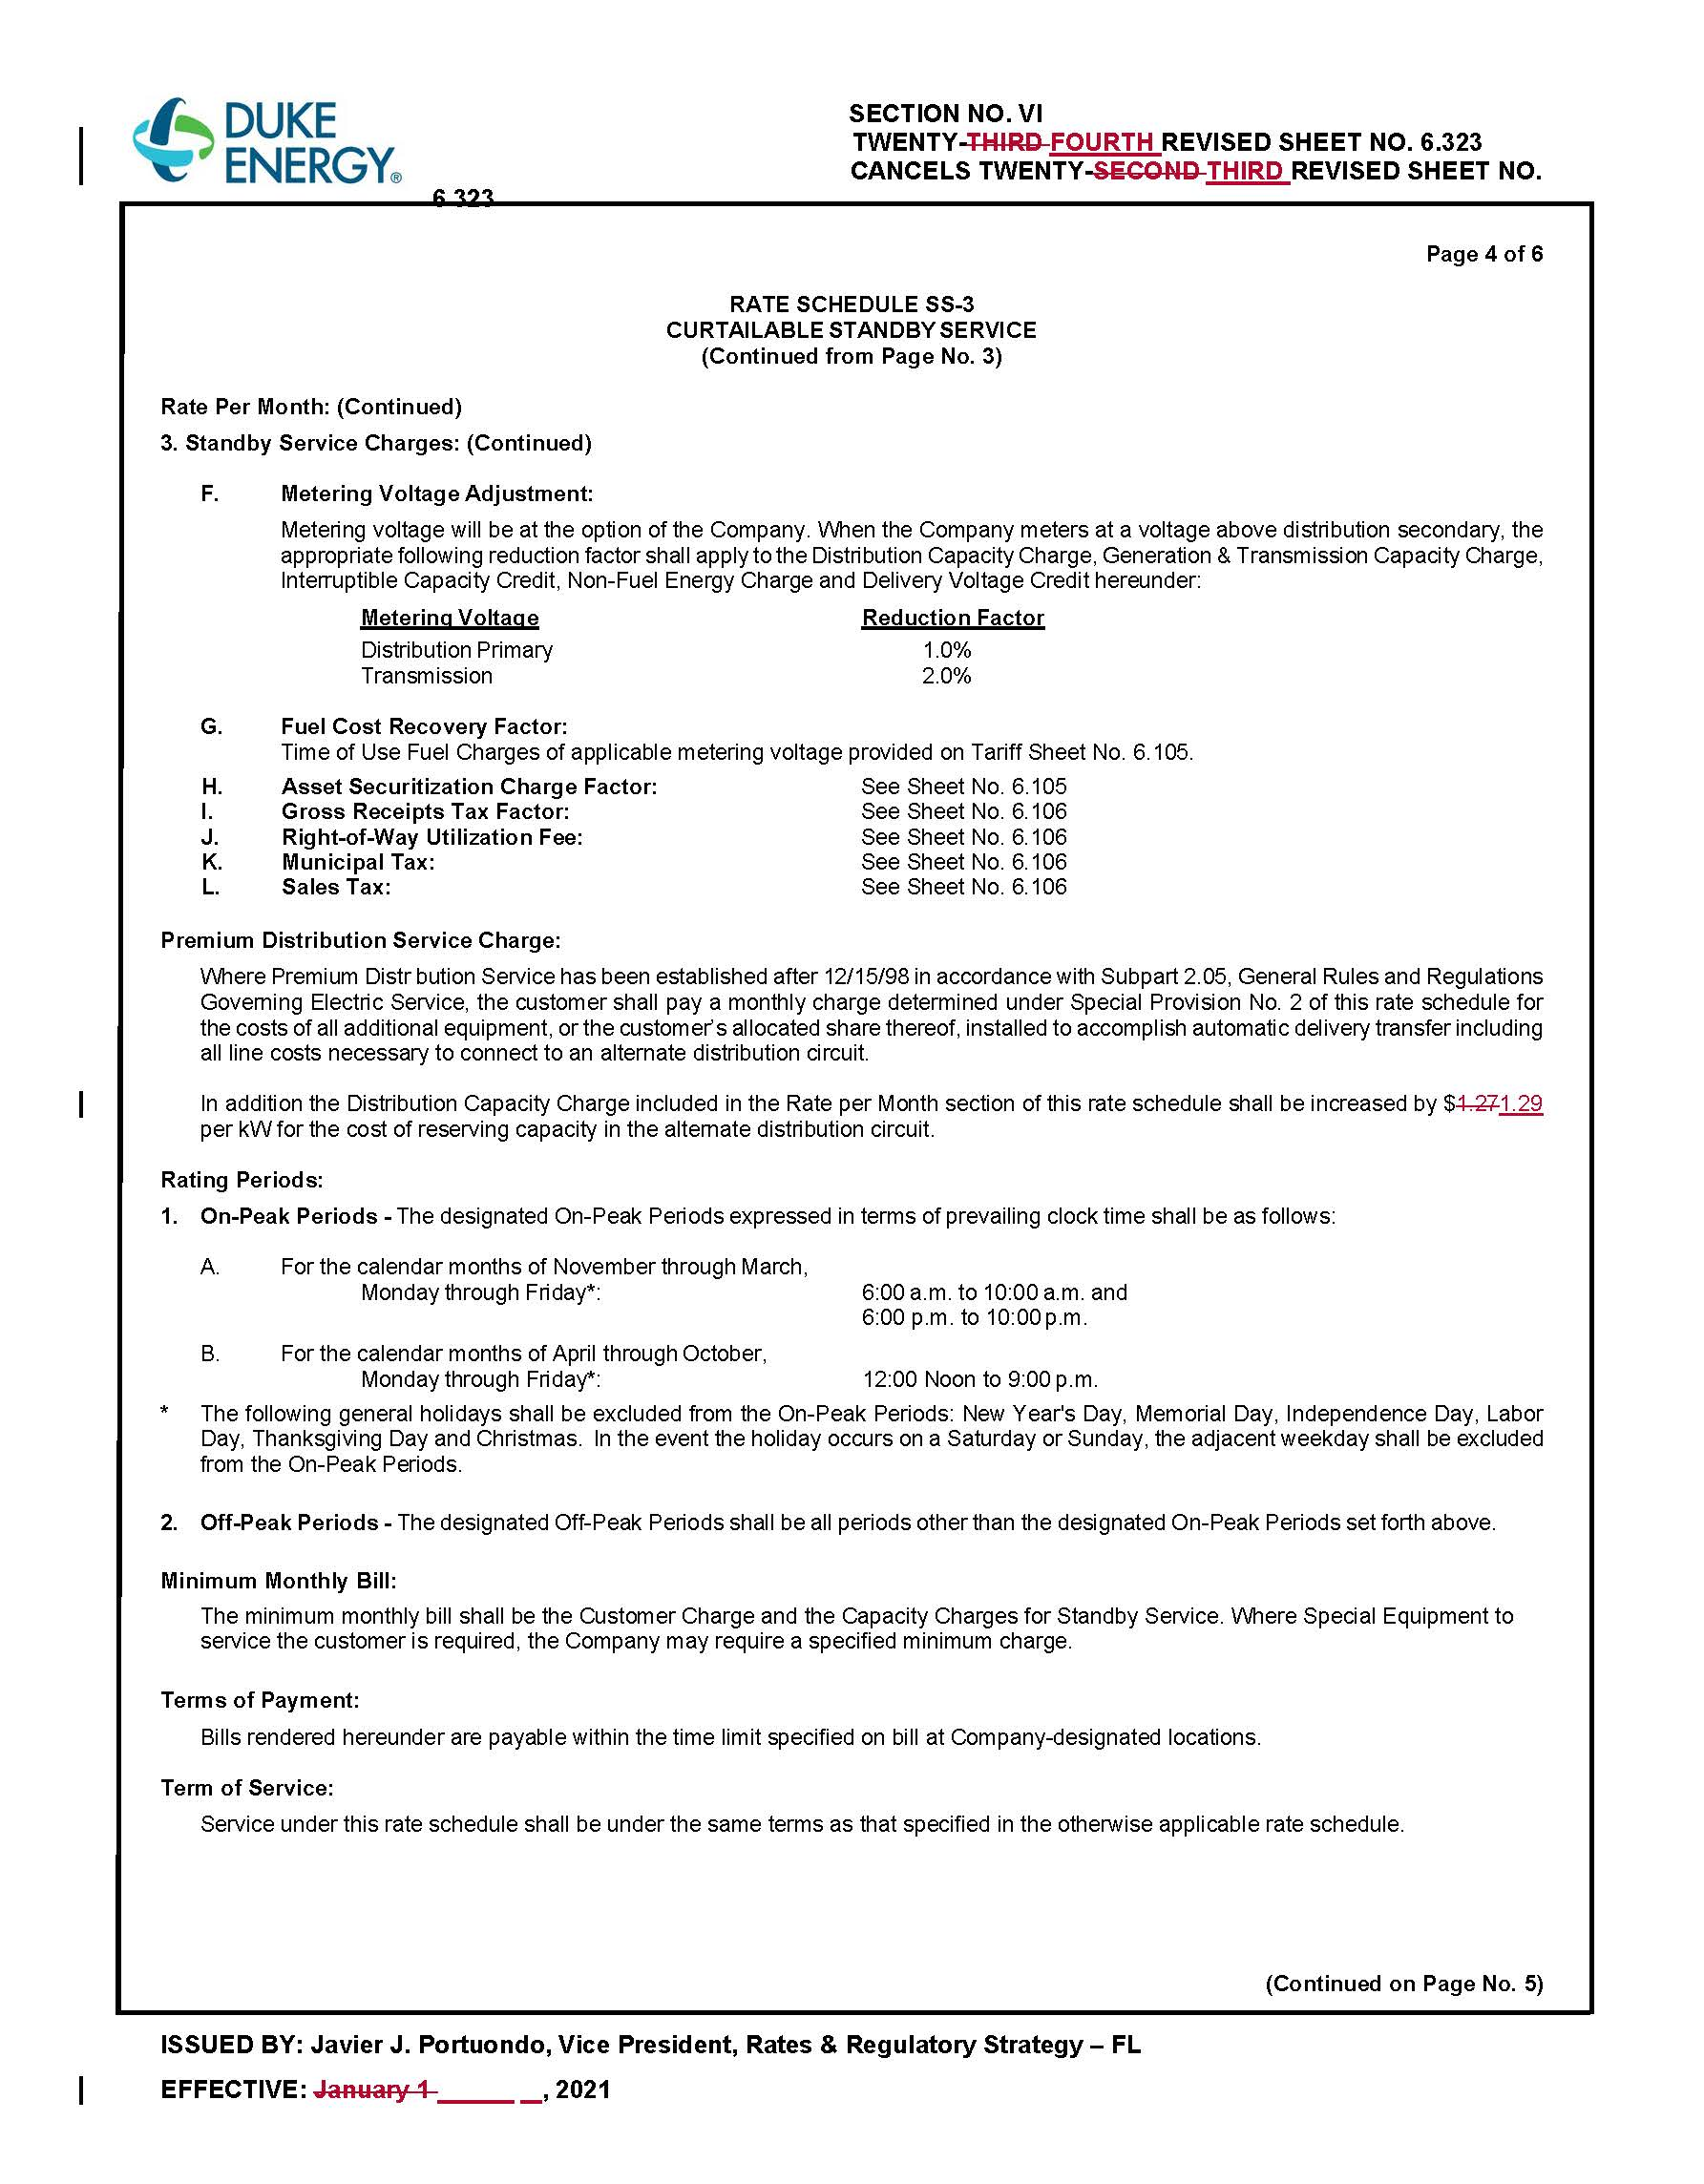 DUKE
ENERGY®
SECTION NO. VI
TWENTY-THIRD FOURTH REVISED SHEET NO. 6.323
CANCELS TWENTY-SECOND THIRD REVISED SHEET NO.
6.323
Page 4 of 6
RATE SCHEDULE SS-3
CURTAILABLE STANDBY SERVICE
(Continued from Page No. 3)
Rate Per Month: (Continued)
3. Standby Service Charges: (Continued)
F. Metering Voltage Adjustment:
Metering voltage will be at the option of the Company. When the Company meters at a voltage above distribution secondary, the
appropriate following reduction factor shall apply to the Distribution Capacity Charge, Generation & Transmission Capacity Charge,
Interruptible Capacity Credit, Non-Fuel Energy Charge and Delivery Voltage Credit hereunder:
Metering Voltage Reduction Factor
Distribution Primary 1.0%
Transmission 2.0%
G. Fuel Cost Recovery Factor:
Time of Use Fuel Charges of applicable metering voltage provided on Tariff Sheet No. 6.105.
H. Asset Securitization Charge Factor: See Sheet No. 6.105
I. Gross Receipts Tax Factor: See Sheet No. 6.106
J. Right-of-Way Utilization Fee: See Sheet No. 6.106
K. Municipal Tax: See Sheet No. 6.106
L. Sales Tax: See Sheet No. 6.106
Premium Distribution Service Charge:
Where Premium Distr bution Service has been established after 12/15/98 in accordance with Subpart 2.05, General Rules and Regulations
Governing Electric Service, the customer shall pay a monthly charge determined under Special Provision No. 2 of this rate schedule for
the costs of all additional equipment, or the customer's allocated share thereof, installed to accomplish automatic delivery transfer including
all line costs necessary to connect to an alternate distribution circuit.
In addition the Distribution Capacity Charge included in the Rate per Month section of this rate schedule shall be increased by $1.271.29
per kW for the cost of reserving capacity in the alternate distribution circuit.
Rating Periods:
1. On-Peak Periods - The designated On-Peak Periods expressed in terms of prevailing clock time shall be as follows:
A. For the calendar months of November through March,
Monday through Friday*: 6:00 a.m. to 10:00 a.m. and
6:00 p.m. to 10:00 p.m.
B. For the calendar months of April through October,
Monday through Friday*: 12:00 Noon to 9:00 p.m.
* The following general holidays shall be excluded from the On-Peak Periods: New Year's Day, Memorial Day, Independence Day, Labor
Day, Thanksgiving Day and Christmas. In the event the holiday occurs on a Saturday or Sunday, the adjacent weekday shall be excluded
from the On-Peak Periods.
2. Off-Peak Periods - The designated Off-Peak Periods shall be all periods other than the designated On-Peak Periods set forth above.
Minimum Monthly Bill:
The minimum monthly bill shall be the Customer Charge and the Capacity Charges for Standby Service. Where Special Equipment to
service the customer is required, the Company may require a specified minimum charge.
Terms of Payment:
Bills rendered hereunder are payable within the time limit specified on bill at Company-designated locations.
Term of Service:
Service under this rate schedule shall be under the same terms as that specified in the otherwise applicable rate schedule.
(Continued on Page No. 5)
ISSUED BY: Javier J. Portuondo, Vice President, Rates & Regulatory Strategy – FL
EFFECTIVE: January 1 ______ __, 2021